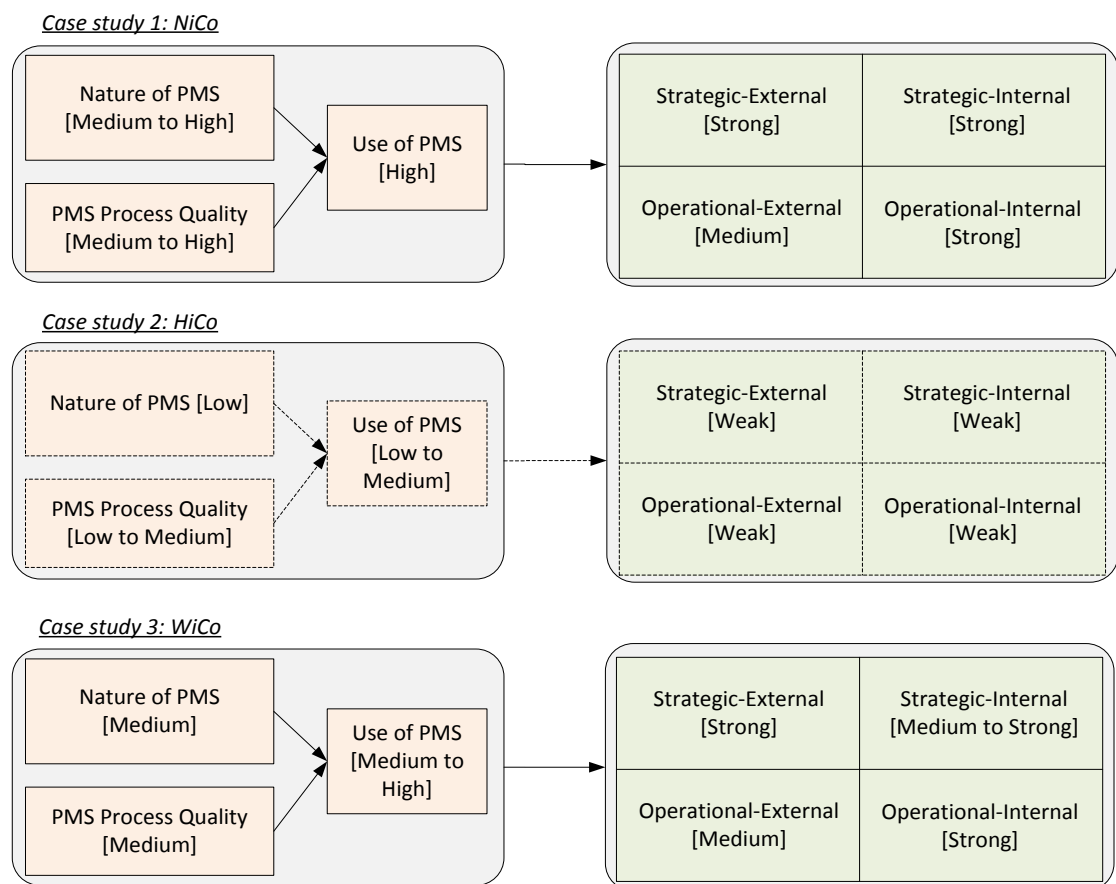 Case study 1: NiCo
Nature of PMS
[Medium to High]
PMS Process Quality
[Medium to High]
Use of PMS
[High]
Strategic-External
[Strong]
Strategic-Internal
[Strong]
Operational-External
[Medium]
Operational-Internal
[Strong]
Case study 2: HiCo
Nature of PMS [Low]
PMS Process Quality
[Low to Medium]
Use of PMS
[Low to
Medium]
Strategic-External
[Weak]
Strategic-Internal
[Weak]
Operational-External
[Weak]
Operational-Internal
[Weak]
Case study 3: WiCo
Nature of PMS
[Medium]
PMS Process Quality
[Medium]
Use of PMS
[Medium to
High]
Strategic-External
[Strong]
Strategic-Internal
[Medium to Strong]
Operational-External
[Medium]
Operational-Internal
[Strong]